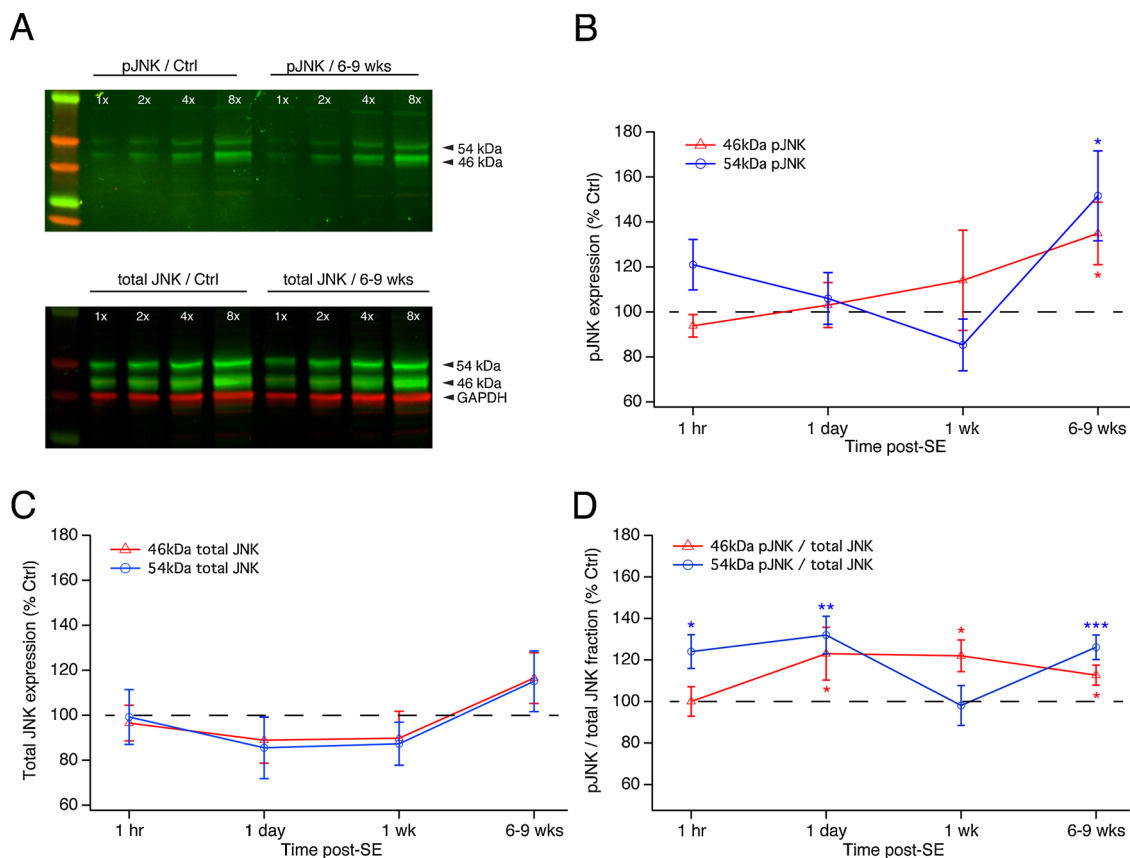 A
pJNK / Ctrl
pJNK / 6-9 wks
1x 2x 4x 8x 1x 2x 4x 8x
54 kDa
46 kDa
total JNK / Ctrl
total JNK / 6-9 wks
1x 2x 4x 8x 1x 2x 4x 8x
54 kDa
46 kDa
GAPDH
B
pJNK expression (% Ctrl)
180
160
140
120
100
80
60
46kDa pJNK
54kDa pJNK
*
*
1 hr 1 day 1 wk 6-9 wks
Time post-SE
C
Total JNK expression (% Ctrl)
180
160
140
120
100
80
60
46kDa total JNK
54kDa total JNK
1 hr 1 day 1 wk 6-9 wks
Time post-SE
D
pJNK / total JNK fraction (% Ctrl)
180
160
140
120
100
80
60
46kDa pJNK / total JNK
54kDa pJNK / total JNK
* ** * ***
* *
1 hr 1 day 1 wk 6-9 wks
Time post-SE